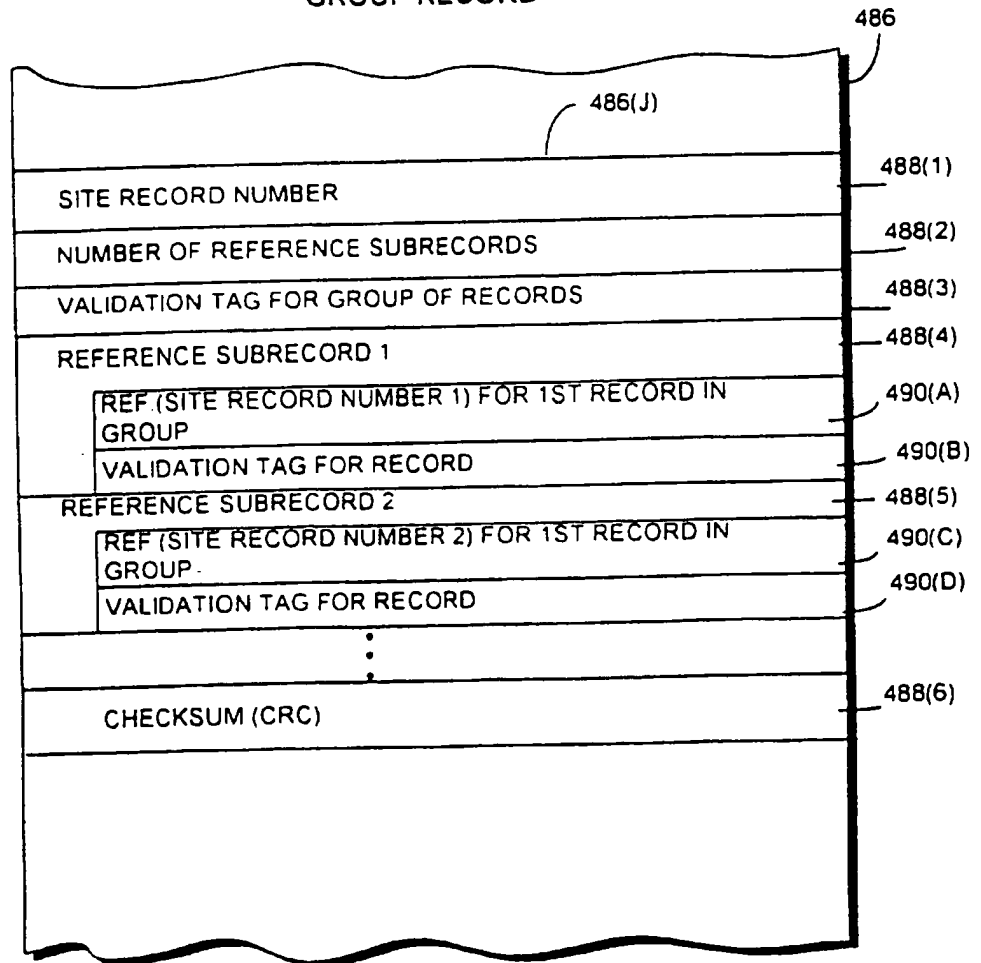 GROUP RECORD
486
486(J)
SITE RECORD NUMBER
488(1)
NUMBER OF REFERENCE SUBRECORDS
488(2)
VALIDATION TAG FOR GROUP OF RECORDS
488(3)
REFERENCE SUBRECORD 1
488(4)
REF (SITE RECORD NUMBER 1) FOR 1ST RECORD IN
GROUP
490(A)
VALIDATION TAG FOR RECORD
490(B)
REFERENCE SUBRECORD 2
488(5)
REF (SITE RECORD NUMBER 2) FOR 1ST RECORD IN
GROUP
490(C)
VALIDATION TAG FOR RECORD
490(D)
CHECKSUM (CRC)
488(6)